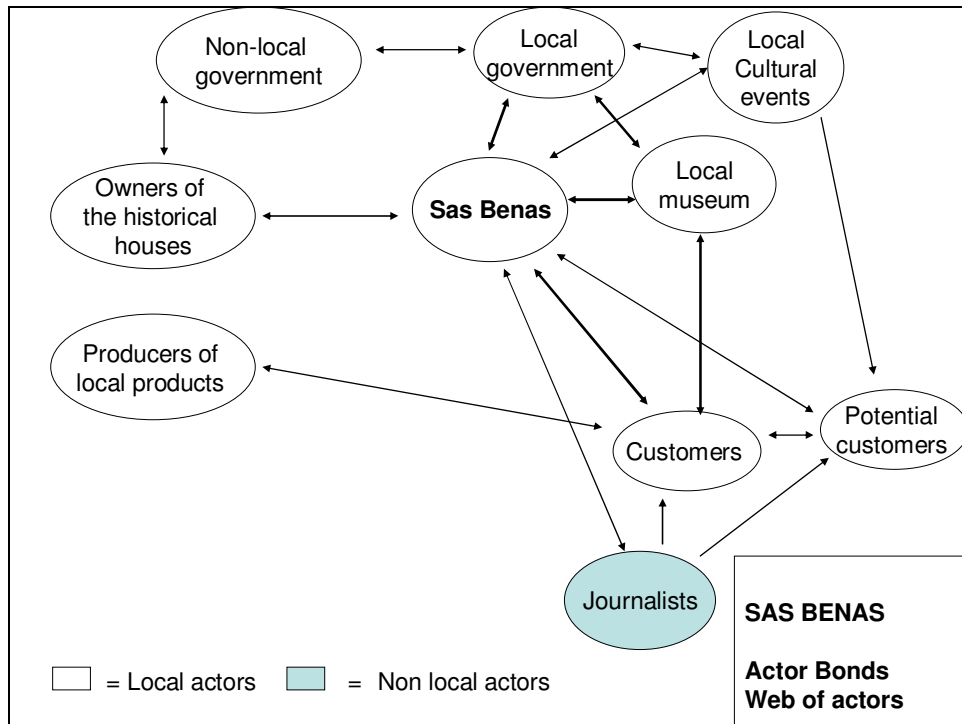 Non-local
government
Local
government
Local
Cultural
events
Owners of
the historical
houses
Sas Benas
Local
museum
Producers of
local products
Customers
Potential
customers
Journalists
SAS BENAS
Actor Bonds
Web of actors
= Local actors
= Non local actors